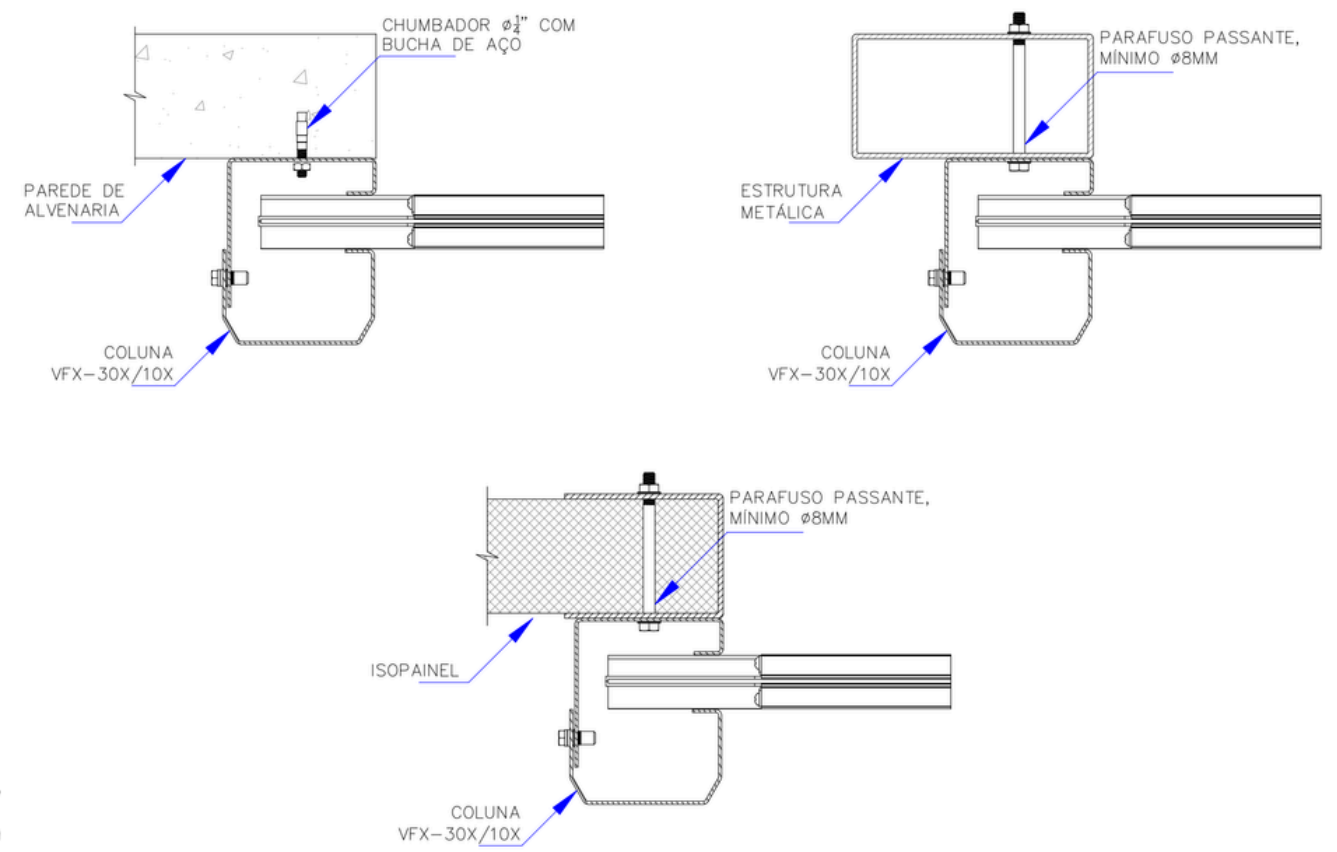 CHUMBADOR ø¼" COM
BUCHA DE AÇO
PAREDE DE
ALVENARIA
COLUNA
VFX-30X/10X
PARAFUSO PASSANTE,
MÍNIMO ø8MM
ESTRUTURA
METÁLICA
COLUNA
VFX-30X/10X
PARAFUSO PASSANTE,
MÍNIMO ø8MM
ISOPAINEL
COLUNA
VFX-30X/10X